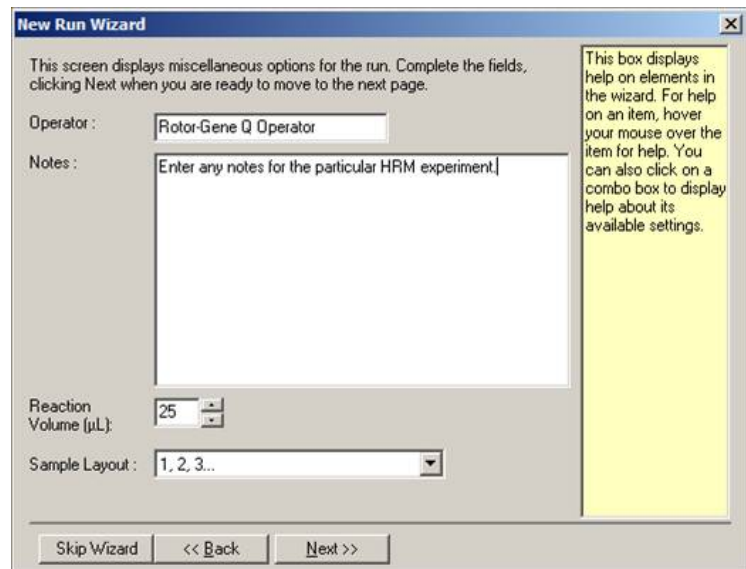 New Run Wizard
This screen displays miscellaneous options for the run. Complete the fields,
clicking Next when you are ready to move to the next page.
Operator :
Rotor-Gene Q Operator
Notes :
Enter any notes for the particular HRM experiment.
Reaction
Volume (µL):
25
Sample Layout :
1, 2, 3...
Skip Wizard
<< Back
Next >>
This box displays
help on elements in
the wizard. For help
on an item, hover
your mouse over the
item for help. You
can also click on a
combo box to display
help about its
available settings.